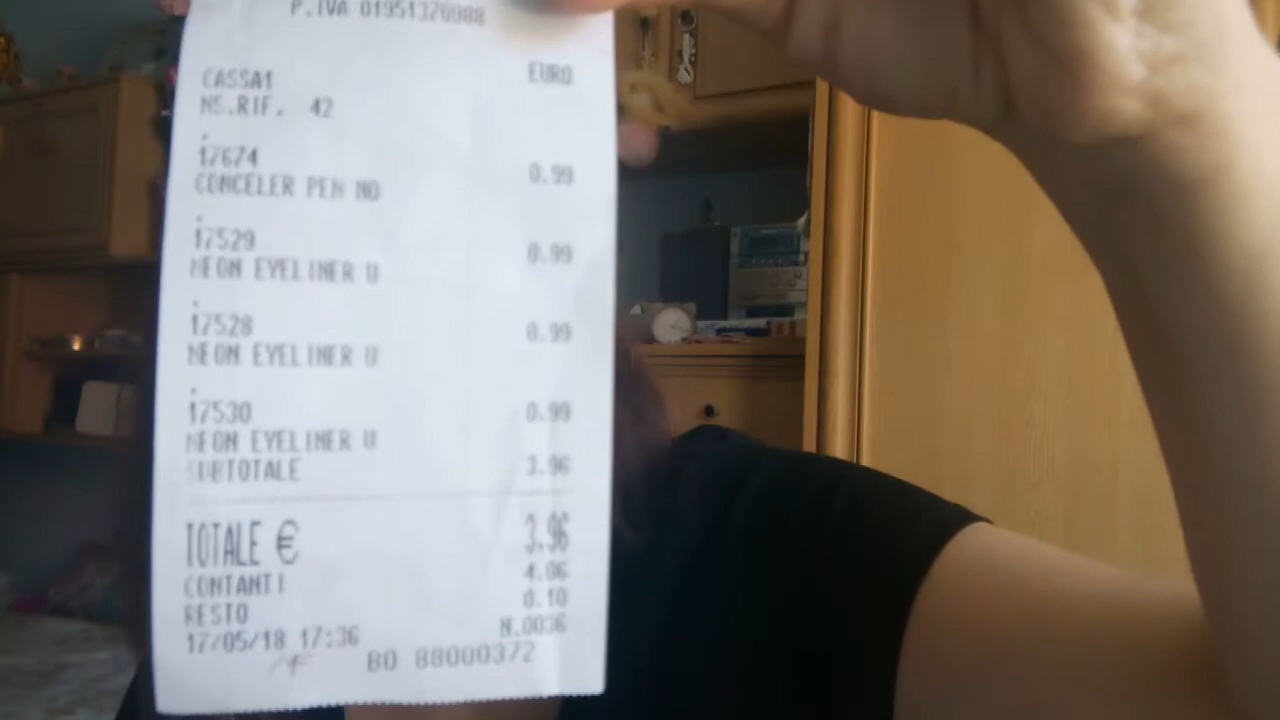 P.IVA 01951370988
EURO
CASSA1
NS.RIF. 42
.
17674
CONCELER PEN NO 0.99
.
17529
NEON EYELINER U 0.99
.
17528
NEON EYELINER U 0.99
.
17530
NEON EYELINER U 0.99
SUBTOTALE 3.96
TOTALE € 3.96
CONTANTI 4.06
RESTO 0.10
17/05/18 17:36 N.0036
BO 88000372